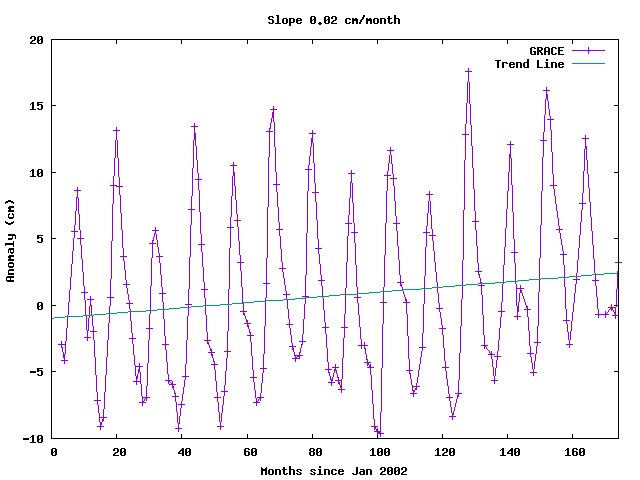 Slope 0.02 cm/month
20
GRACE
Trend Line
15
10
5
0
-5
-10
Anomaly (cm)
0 20 40 60 80 100 120 140 160
Months since Jan 2002